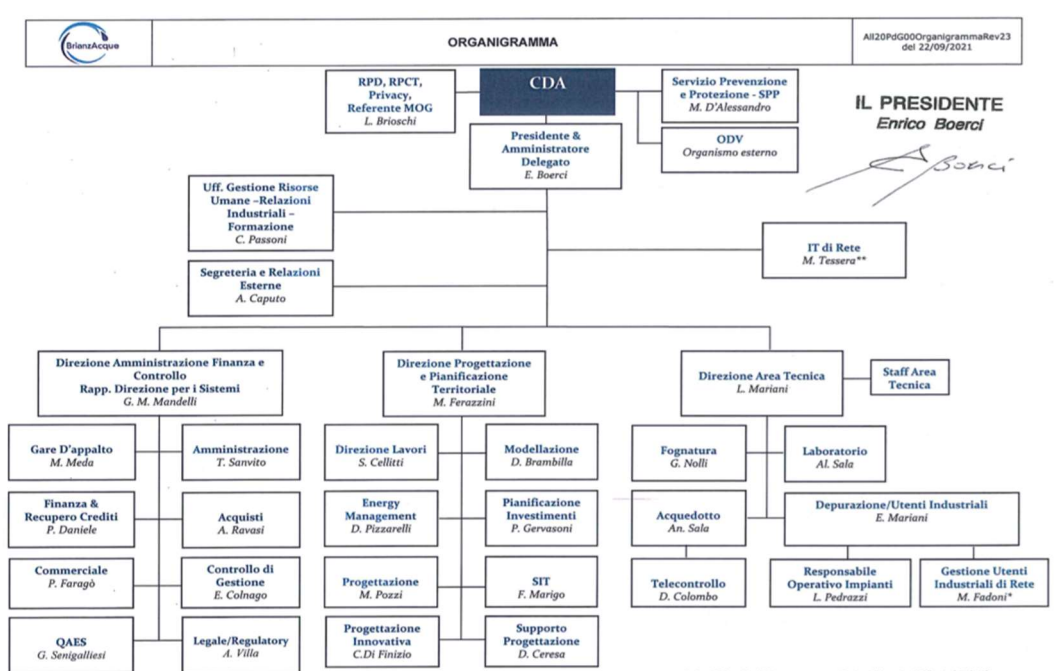 BrianzAcque
ORGANIGRAMMA
All20PdG00OrganigrammaRev23
del 22/09/2021
RPD, RPCT,
Privacy,
Referente MOG
L. Brioschi
CDA
Servizio Prevenzione
e Protezione - SPP
M. D'Alessandro
IL PRESIDENTE
Enrico Boerci
Boerci
Presidente &
Amministratore
Delegato
E. Boerci
ODV
Organismo esterno
Uff. Gestione Risorse
Umane –Relazioni
Industriali –
Formazione
C. Passoni
IT di Rete
M. Tessera**
Segreteria e Relazioni
Esterne
A. Caputo
Direzione Amministrazione Finanza e
Controllo
Rapp. Direzione per i Sistemi
G. M. Mandelli
Direzione Progettazione
e Pianificazione
Territoriale
M. Ferazzini
Direzione Area Tecnica
L. Mariani
Staff Area
Tecnica
Gare D'appalto
M. Meda
Amministrazione
T. Sanvito
Direzione Lavori
S. Cellitti
Modellazione
D. Brambilla
Fognatura
G. Nolli
Laboratorio
Al. Sala
Finanza &
Recupero Crediti
P. Daniele
Acquisti
A. Ravasi
Energy
Management
D. Pizzarelli
Pianificazione
Investimenti
P. Gervasoni
Acquedotto
An. Sala
Depurazione/Utenti Industriali
E. Mariani
Commerciale
P. Faragò
Controllo di
Gestione
E. Colnago
Progettazione
M. Pozzi
SIT
F. Marigo
Telecontrollo
D. Colombo
Responsabile
Operativo Impianti
L. Pedrazzi
Gestione Utenti
Industriali di Rete
M. Fadoni*
QAES
G. Senigalliesi
Legale/Regulatory
A. Villa
Progettazione
Innovativa
C.Di Finizio
Supporto
Progettazione
D. Ceresa